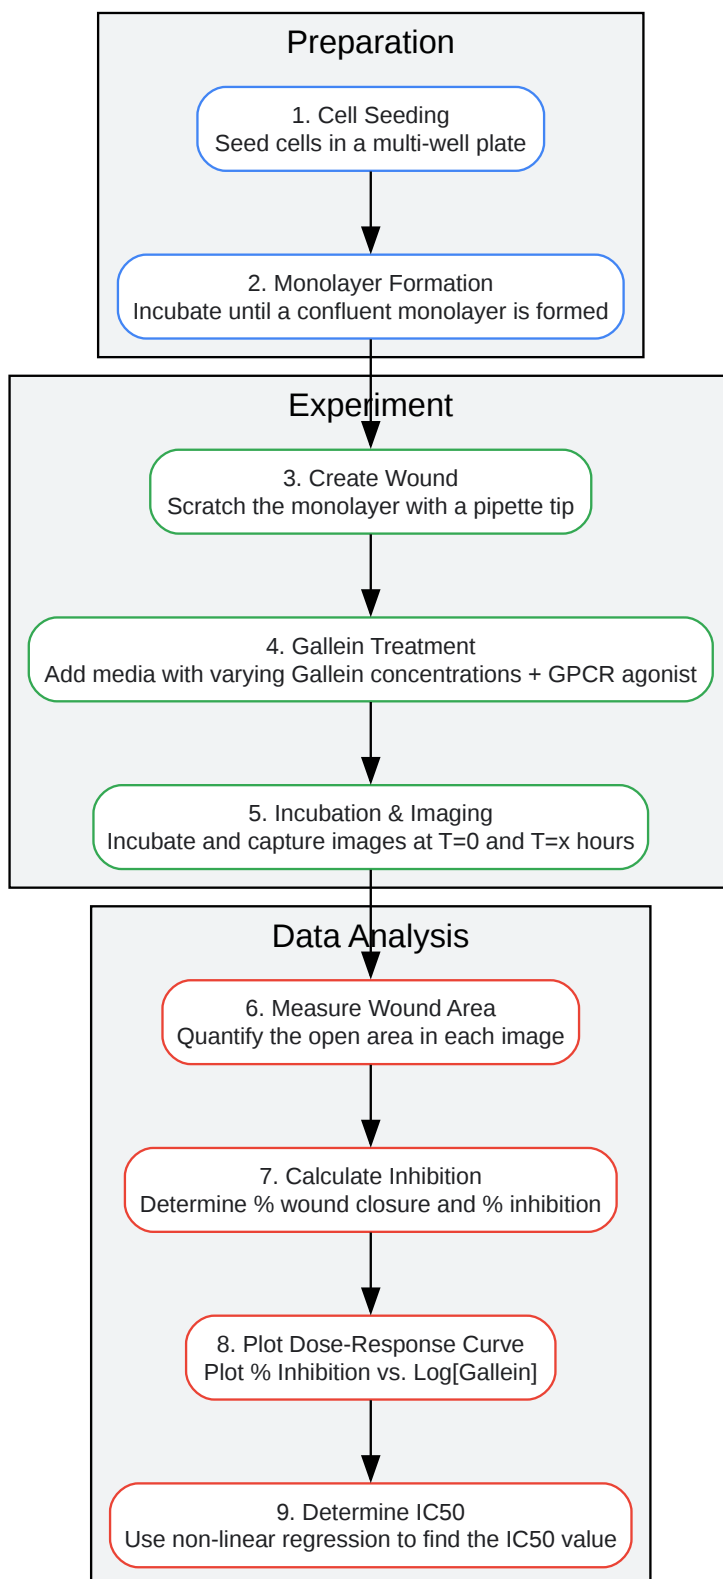 Preparation
1. Cell Seeding
Seed cells in a multi-well plate
2. Monolayer Formation
Incubate until a confluent monolayer is formed
Experiment
3. Create Wound
Scratch the monolayer with a pipette tip
4. Gallein Treatment
Add media with varying Gallein concentrations + GPCR agonist
5. Incubation & Imaging
Incubate and capture images at T=0 and T=x hours
Data Analysis
6. Measure Wound Area
Quantify the open area in each image
7. Calculate Inhibition
Determine % wound closure and % inhibition
8. Plot Dose-Response Curve
Plot % Inhibition vs. Log[Gallein]
9. Determine IC50
Use non-linear regression to find the IC50 value